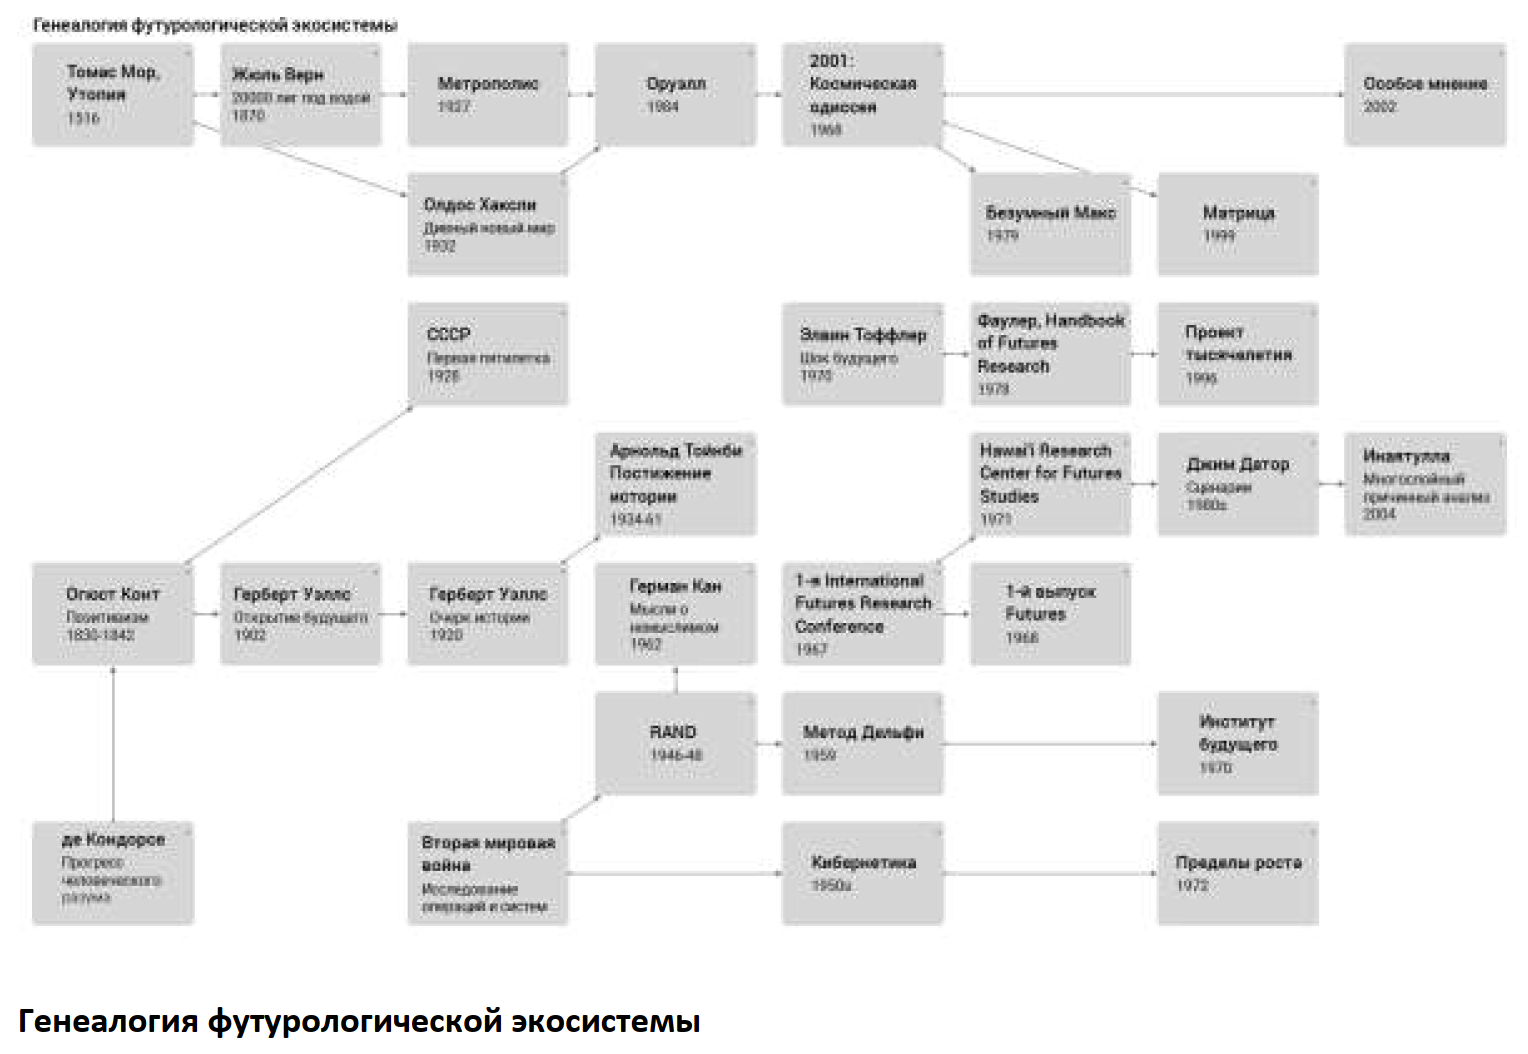 Генеалогия футурологической экосистемы
Томас Мор,
Утопия
1516
Жюль Верн
20000 лиг под водой
1870
Метрополис
1927
Оруэлл
1984
2001:
Космическая
одиссея
1968
Особое мнение
2002
Олдос Хаксли
Дивный новый мир
1932
Безумный Макс
1979
Матрица
1999
СССР
Первая пятилетка
1928
Элвин Тоффлер
Шок будущего
1970
Фаулер, Handbook
of Futures
Research
1978
Проект
тысячелетия
1996
Арнольд Тойнби
Постижение
истории
1934-61
Hawai'i Research
Center for Futures
Studies
1971
Джим Датор
Сценарии
1980s
Инаятулла
Многослойный
причинный анализ
2004
Огюст Конт
Позитивизм
1830-1842
Герберт Уэллс
Открытие будущего
1902
Герберт Уэллс
Очерк истории
1920
Герман Кан
Мысли о
немыслимом
1962
1-я International
Futures Research
Conference
1967
1-й выпуск
Futures
1968
RAND
1946-48
Метод Дельфи
1959
Институт
будущего
1970
де Кондорсе
Прогресс
человеческого
разума
Вторая мировая
война
Исследование
операций и систем
Кибернетика
1950s
Пределы роста
1972
Генеалогия футурологической экосистемы